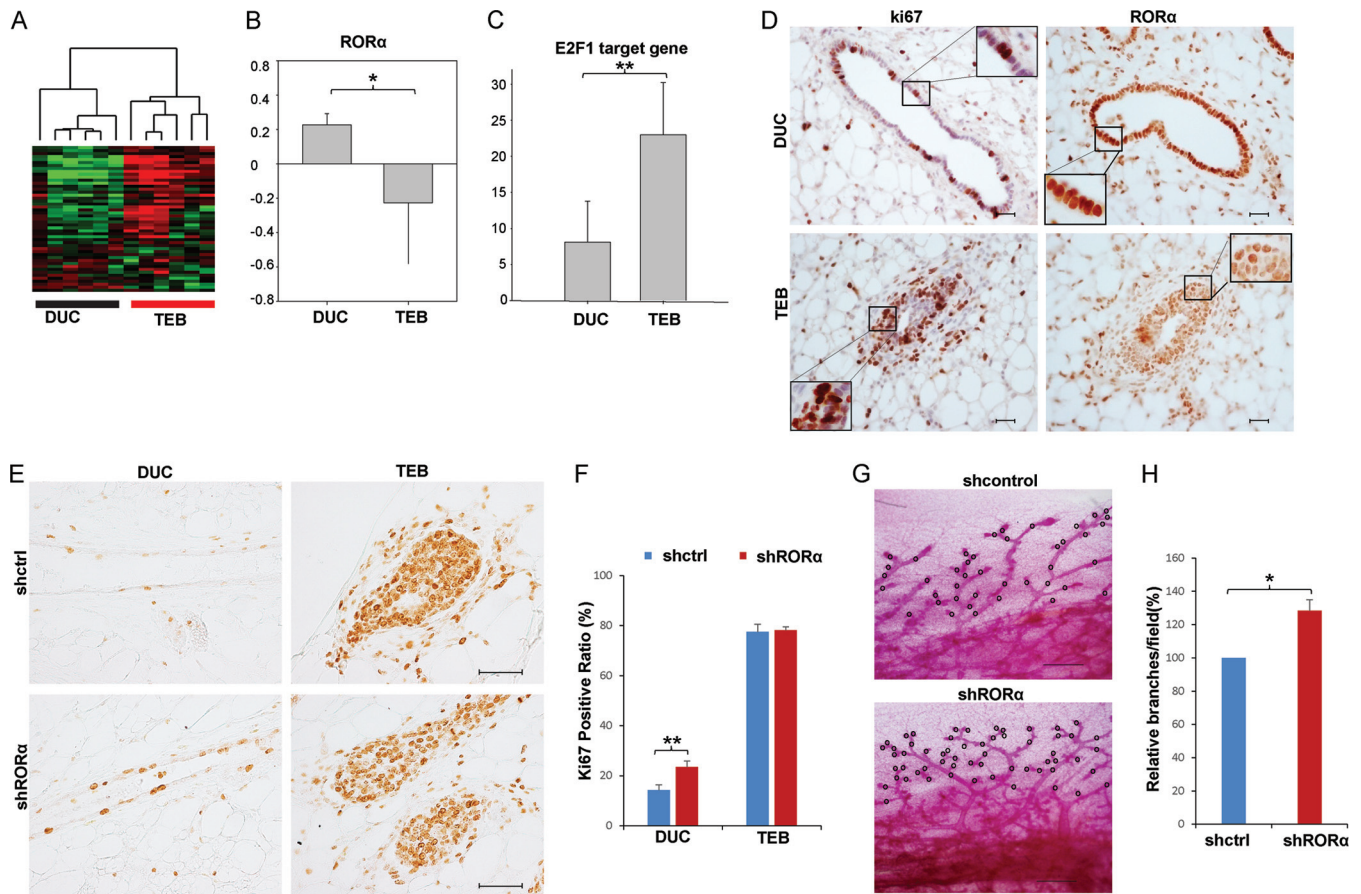 A
DUC
TEB
B
RORα
*
0.8
0.4
0.2
0
-0.2
-0.4
-0.6
-0.8
DUC
TEB
C
E2F1 target gene
**
30
25
20
15
10
5
0
DUC
TEB
D
ki67
RORα
DUC
TEB
E
DUC
TEB
shctrl
shRORα
F
shctrl
shRORα
Ki67 Positive Ratio (%)
100
80
60
40
20
0
**
DUC
TEB
G
shcontrol
shRORα
H
Relative branches/field(%)
160
140
120
100
80
60
40
20
0
*
shctrl
shRORα